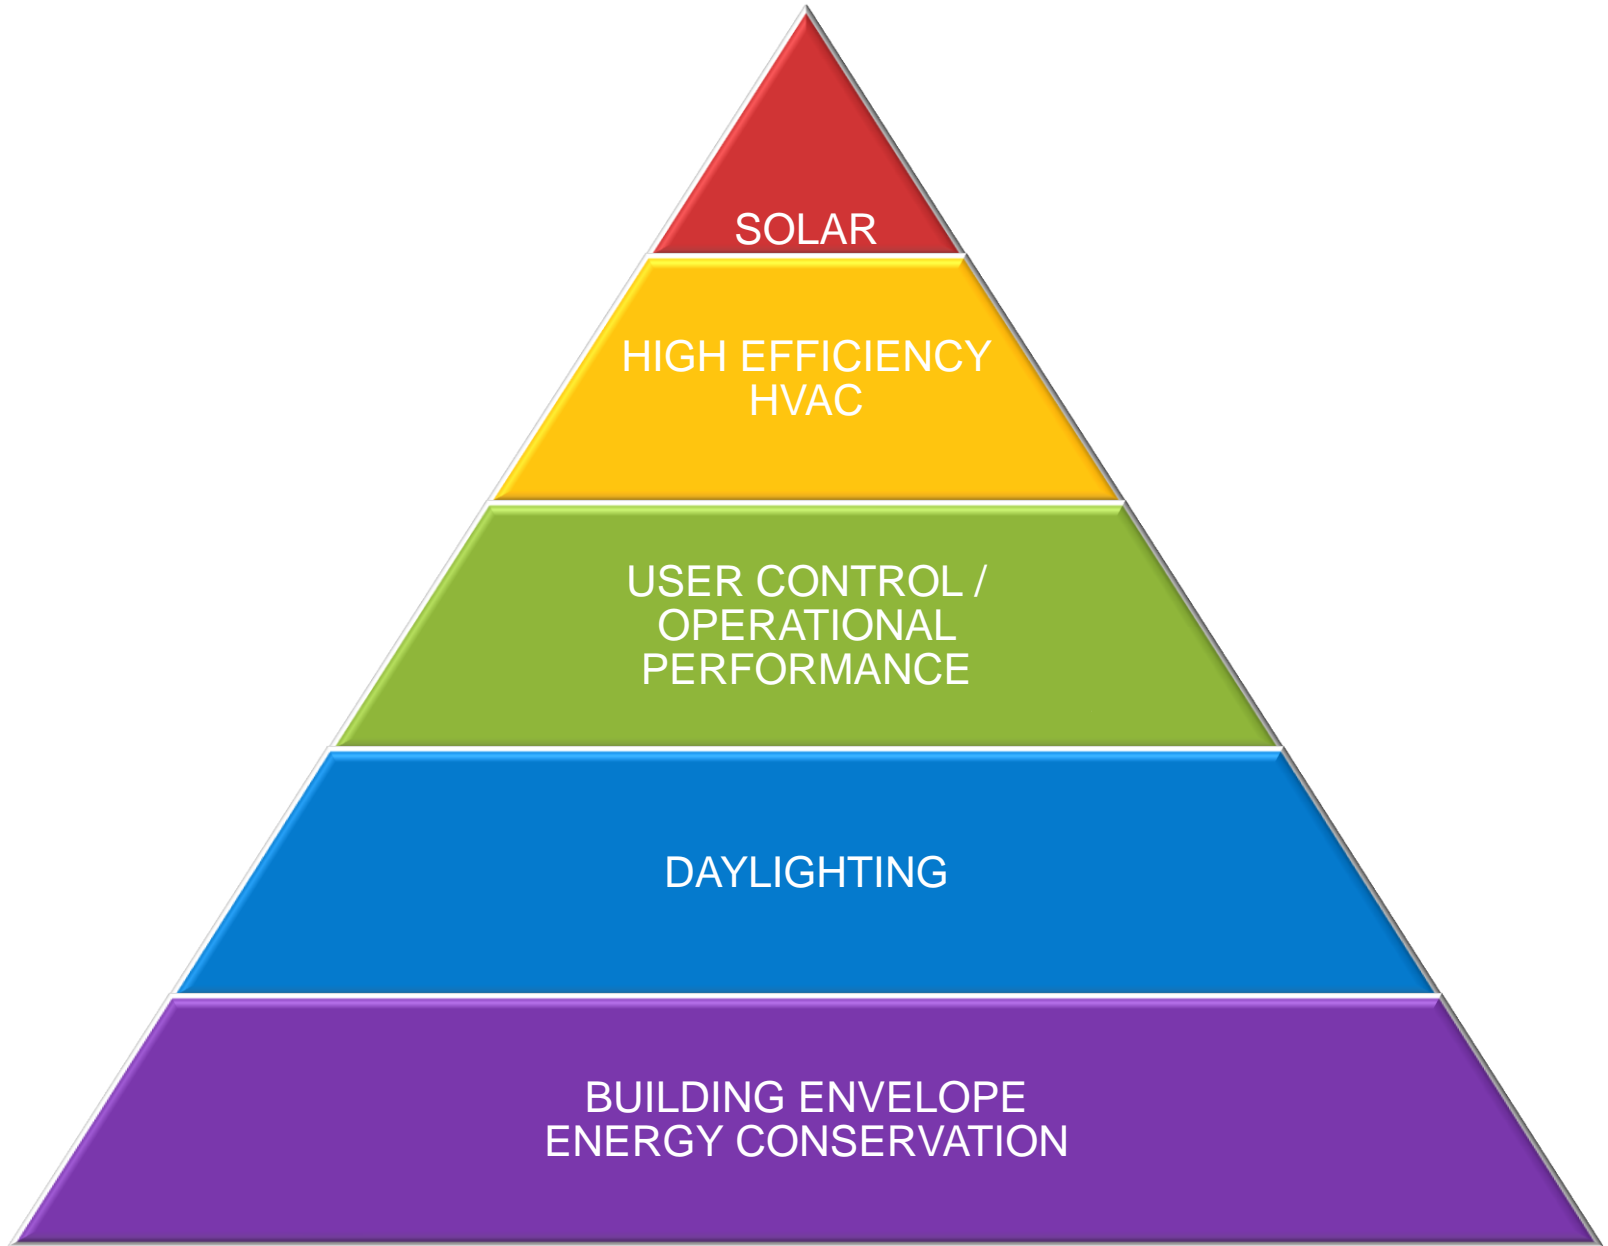 SOLAR
HIGH EFFICIENCY
HVAC
USER CONTROL /
OPERATIONAL
PERFORMANCE
DAYLIGHTING
BUILDING ENVELOPE
ENERGY CONSERVATION